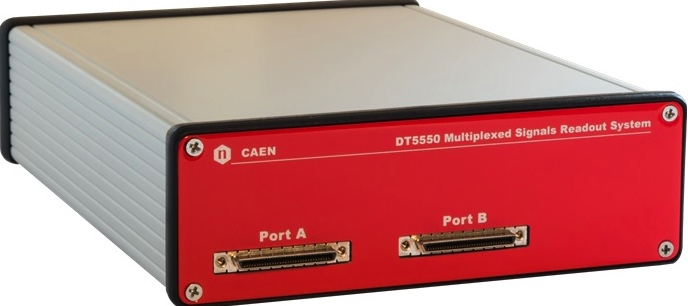 n CAEN
DT5550 Multiplexed Signals Readout System
Port A
Port B